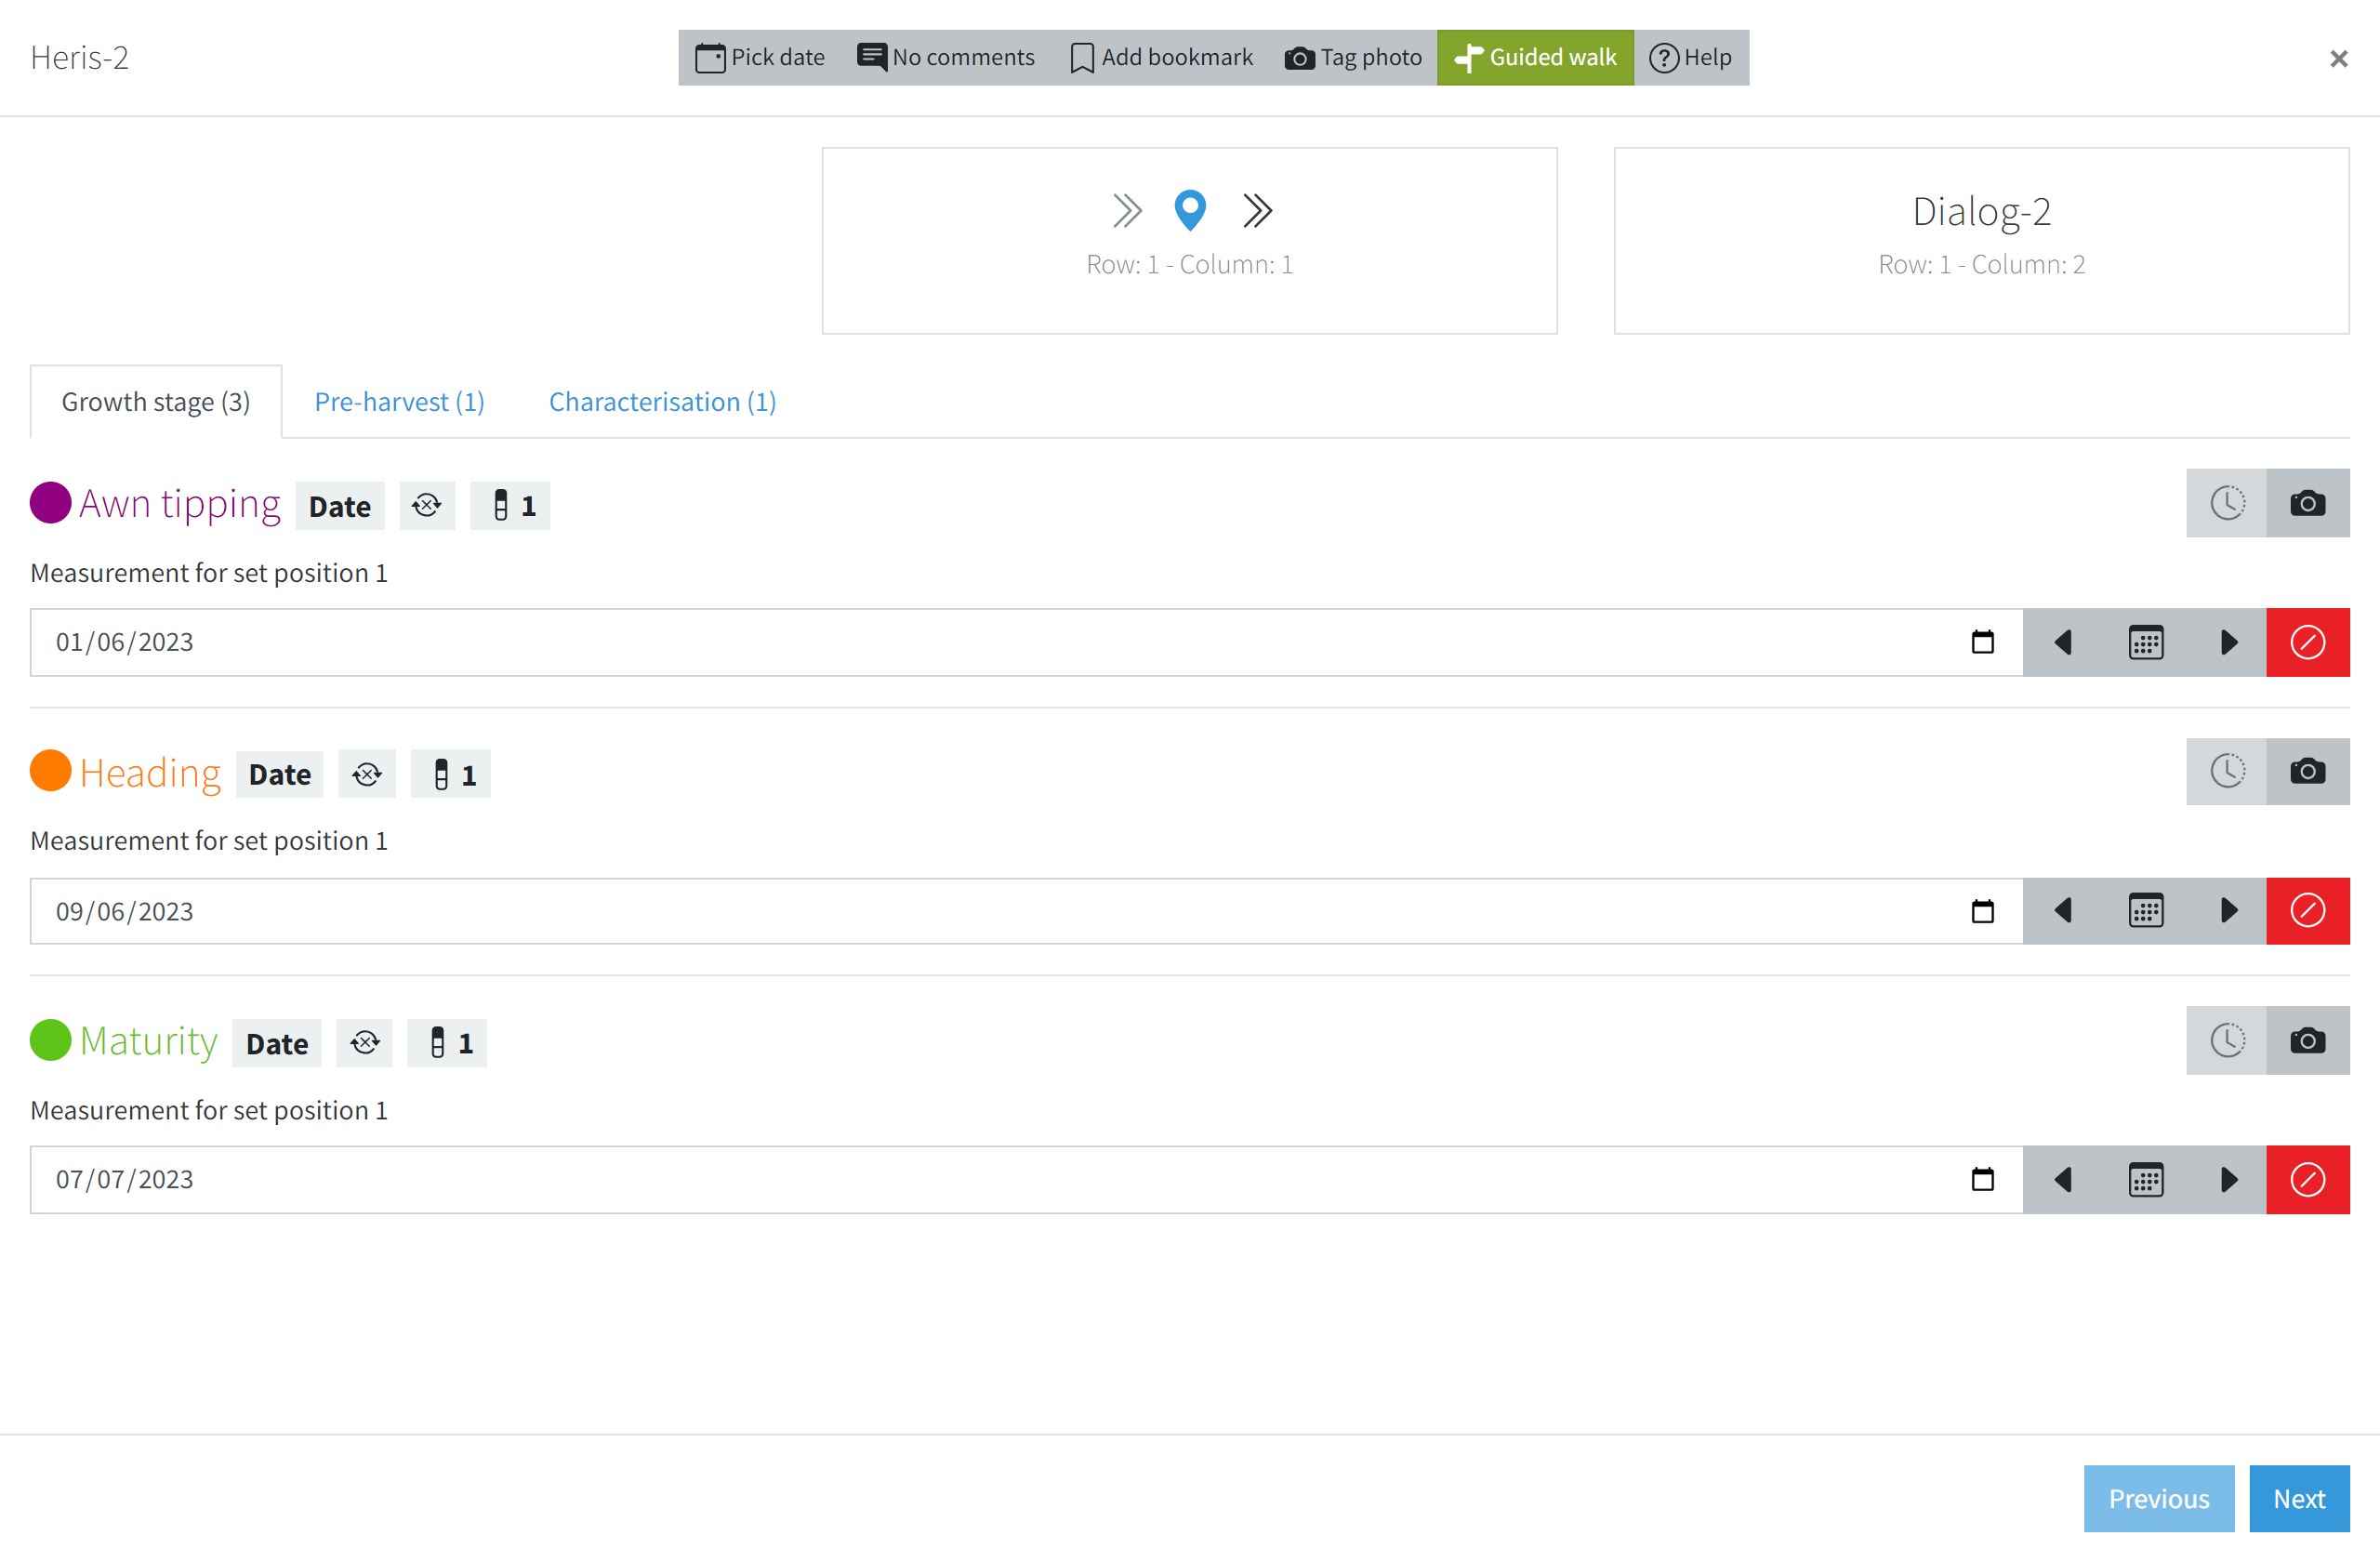 Heris-2
Pick date
No comments
Add bookmark
Tag photo
Guided walk
Help
Row: 1 - Column: 1
Dialog-2
Row: 1 - Column: 2
Growth stage (3)
Pre-harvest (1)
Characterisation (1)
Awn tipping Date 1
Measurement for set position 1
01/06/2023
Heading Date 1
Measurement for set position 1
09/06/2023
Maturity Date 1
Measurement for set position 1
07/07/2023
Previous
Next